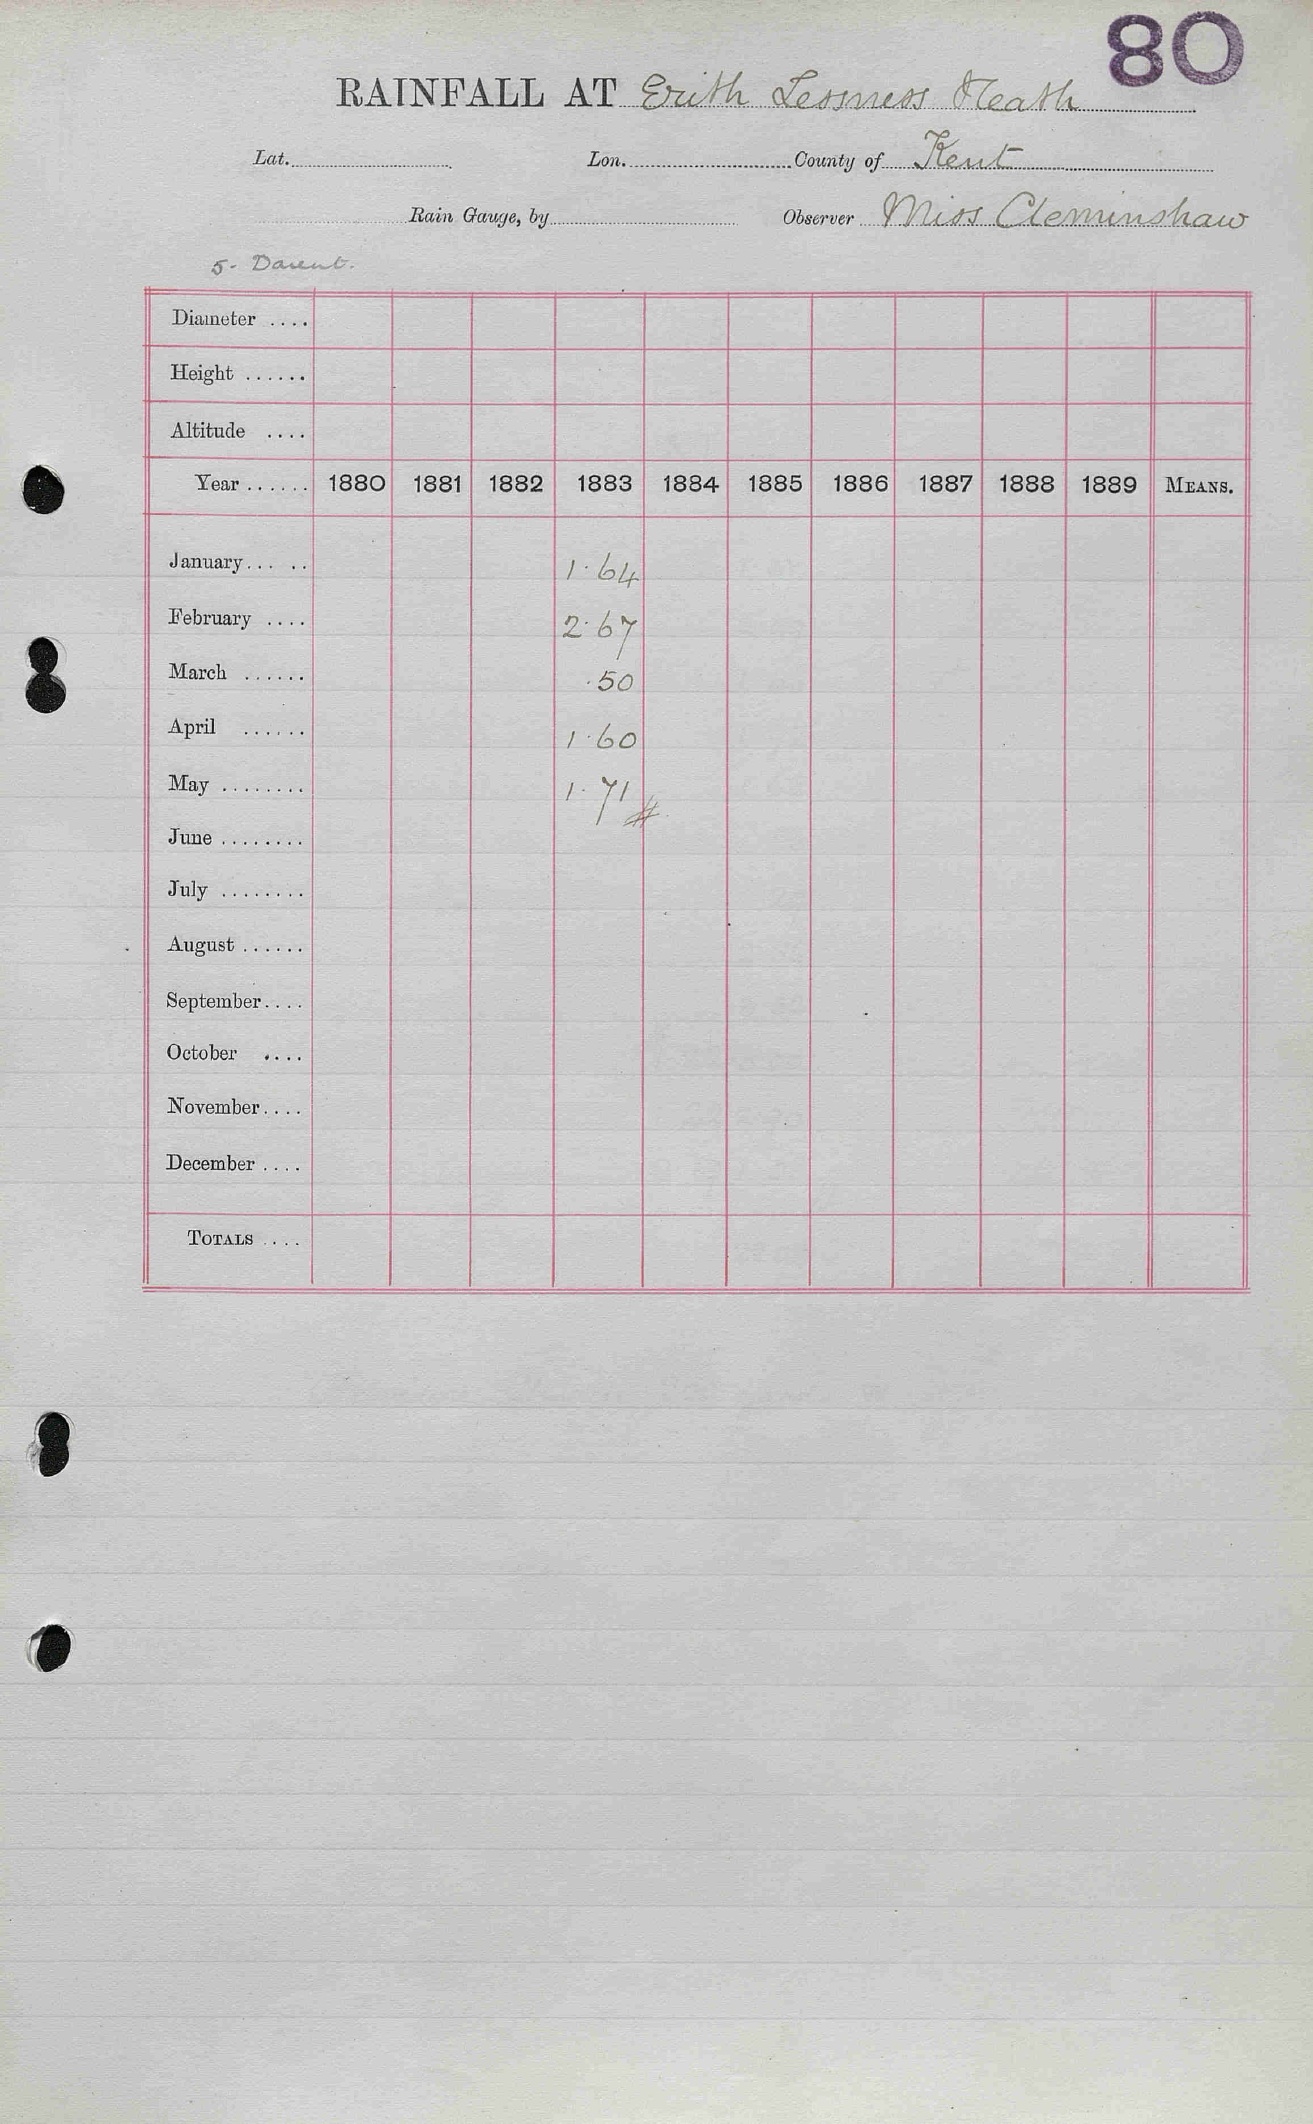 80
RAINFALL AT Erith Lessness Heath
Lat. Lon. County of Kent
Rain Gauge, by Observer Miss Cleminshaw
5 - Darent.
Diameter ....
Height ......
Altitude ....
Year ...... 1880 1881 1882 1883 1884 1885 1886 1887 1888 1889 MEANS.
January... .. 1.64
February .... 2.67
March ...... .50
April ...... 1.60
May ........ 1.71 #
June ........
July ........
August ......
September....
October ....
November....
December ....
TOTALS ....